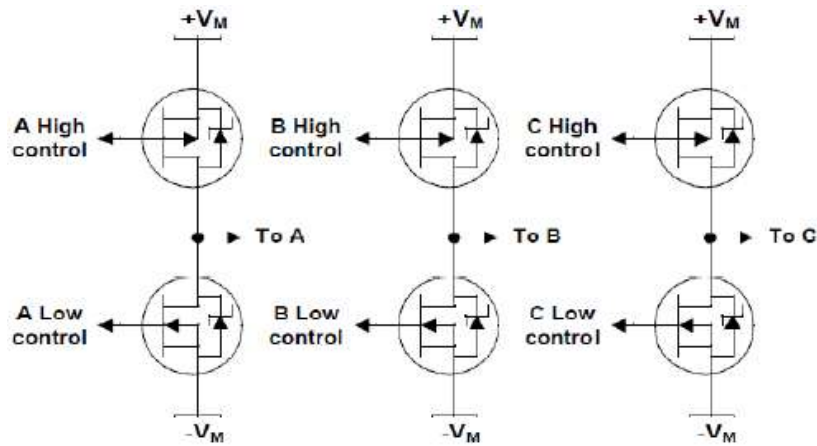 +VM +VM +VM
A High control
B High control
C High control
To A
To B
To C
A Low control
B Low control
C Low control
-VM -VM -VM